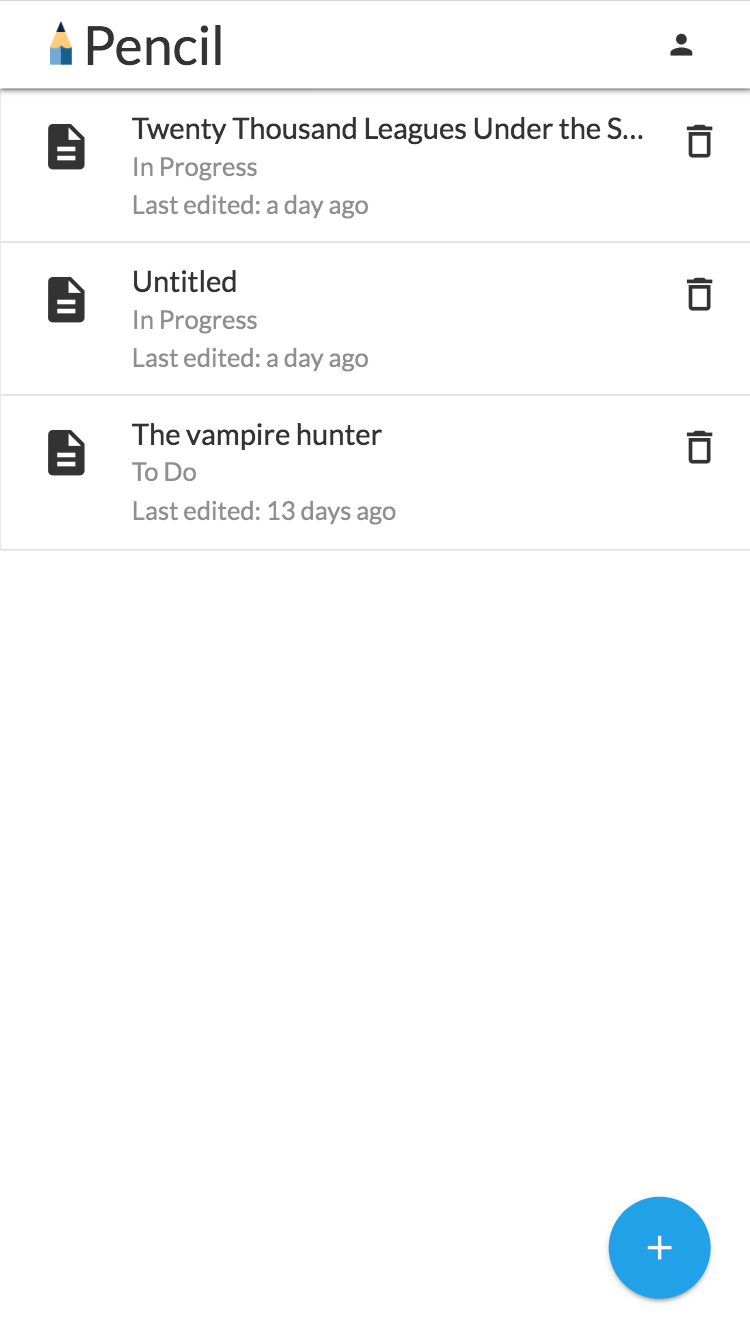 Pencil
Twenty Thousand Leagues Under the S...
In Progress
Last edited: a day ago
Untitled
In Progress
Last edited: a day ago
The vampire hunter
To Do
Last edited: 13 days ago